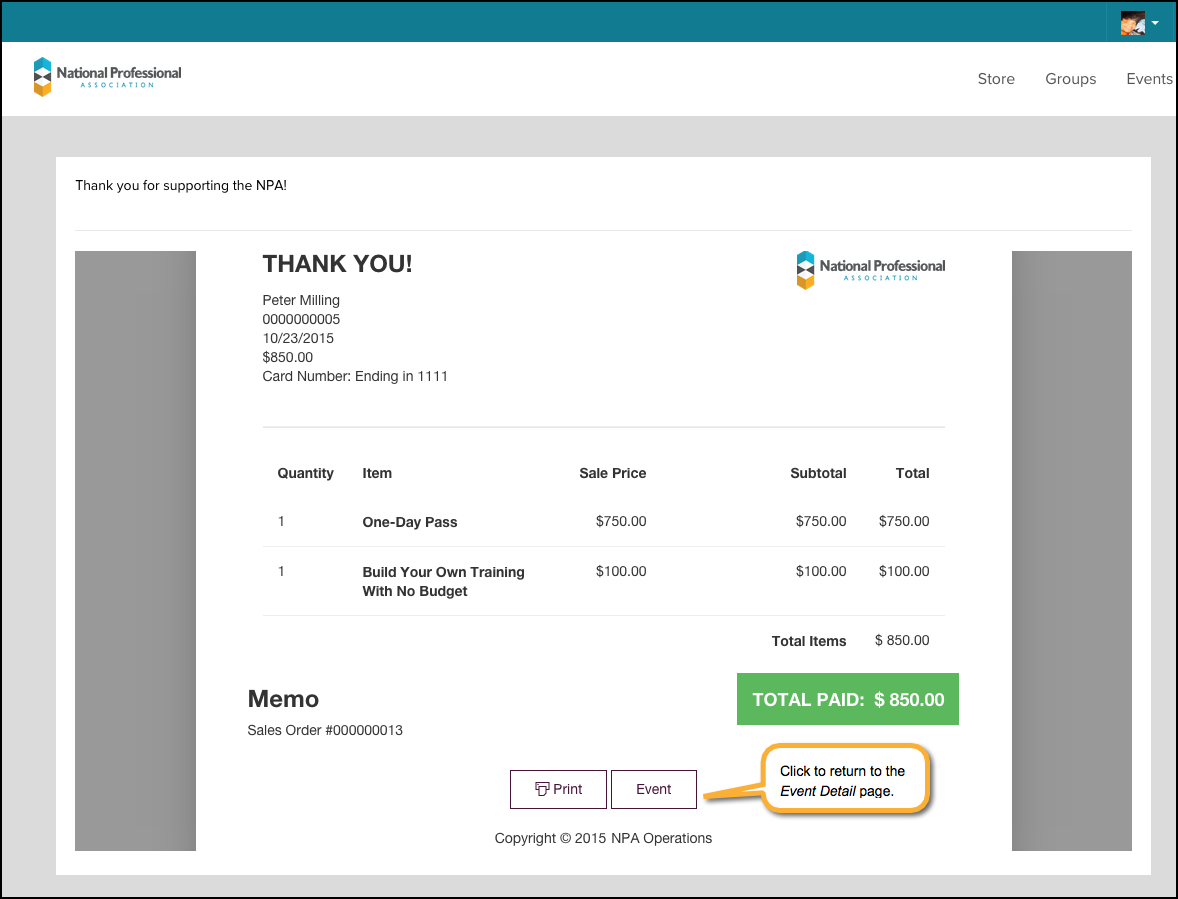 National Professional
ASSOCIATION
Store Groups Events
Thank you for supporting the NPA!
THANK YOU!
National Professional
ASSOCIATION
Peter Milling
0000000005
10/23/2015
$850.00
Card Number: Ending in 1111
Quantity Item Sale Price Subtotal Total
1 One-Day Pass $750.00 $750.00 $750.00
1 Build Your Own Training $100.00 $100.00 $100.00
With No Budget
Total Items $ 850.00
Memo
TOTAL PAID: $ 850.00
Sales Order #000000013
Print Event
Click to return to the
Event Detail page.
Copyright © 2015 NPA Operations